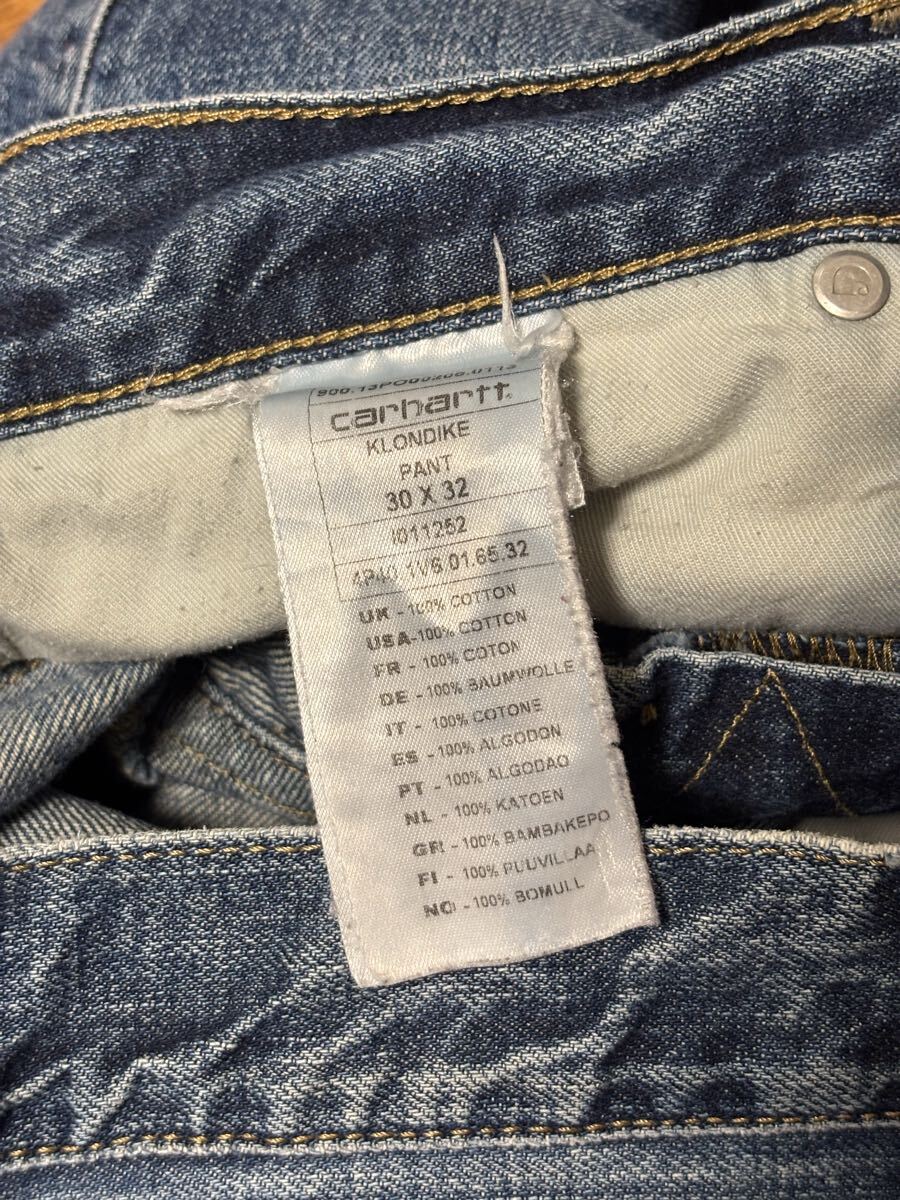 carhartt
KLONDIKE
PANT
30 X 32
I011252
UK - 100% COTTON
USA-100% COTTON
FR - 100% COTON
DE - 100% BAUMWOLLE
IT - 100% COTONE
ES - 100% ALGODON
PT - 100% ALGODAO
NL - 100% KATOEN
GR - 100% BAMBAKEPO
FI - 100% PUUVILLAA
NO - 100% BOMULL